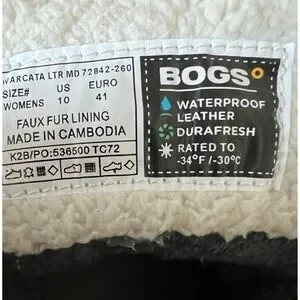 WARCATA LTR MD 72842-260
SIZE# US EURO
WOMENS 10 41
FAUX FUR LINING
MADE IN CAMBODIA
K2B/PO:536500 TC72
BOGS
WATERPROOF
LEATHER
DURAFRESH
RATED TO
-34°F / -30°C